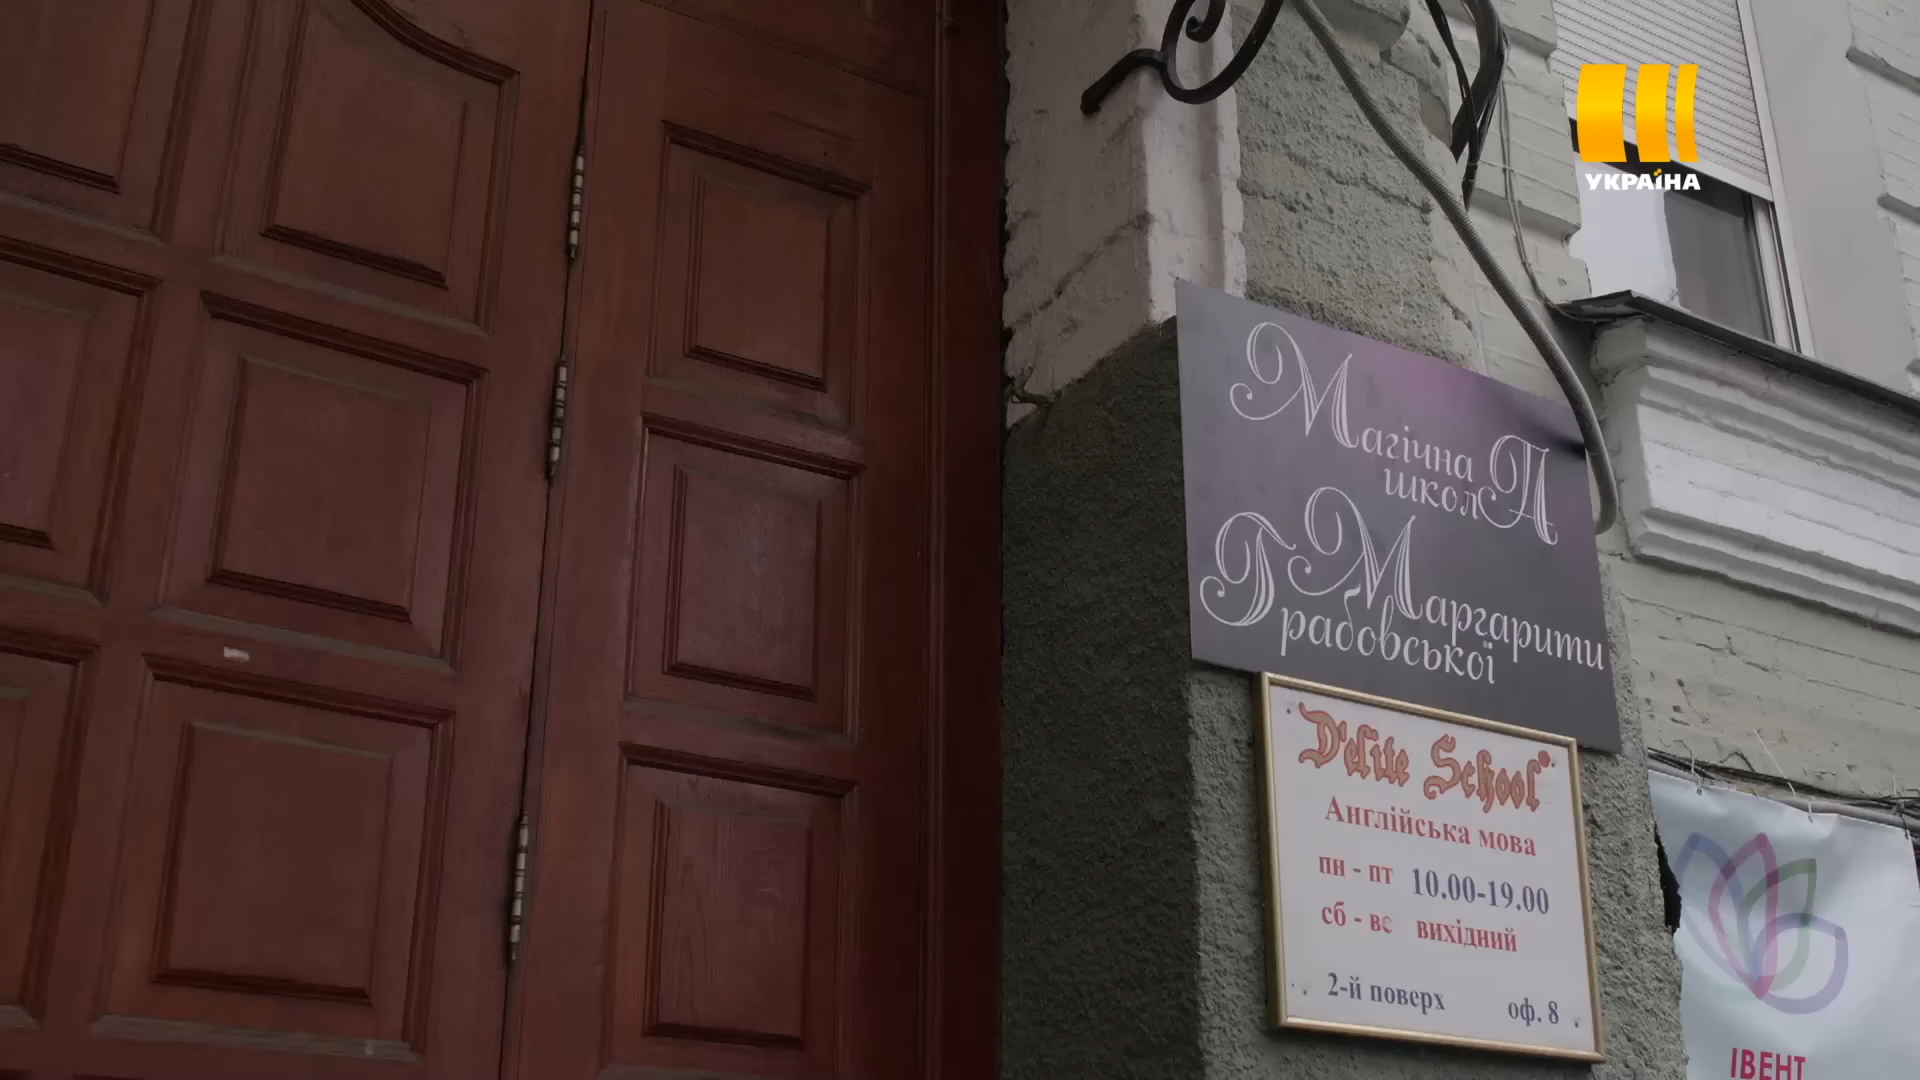 УКРАЇНА
Магічна
школА
Маргарити
Грабовської
D'elite School
Англійська мова
пн - пт 10.00-19.00
сб - вс вихідний
2-й поверх оф. 8
ІВЕНТ